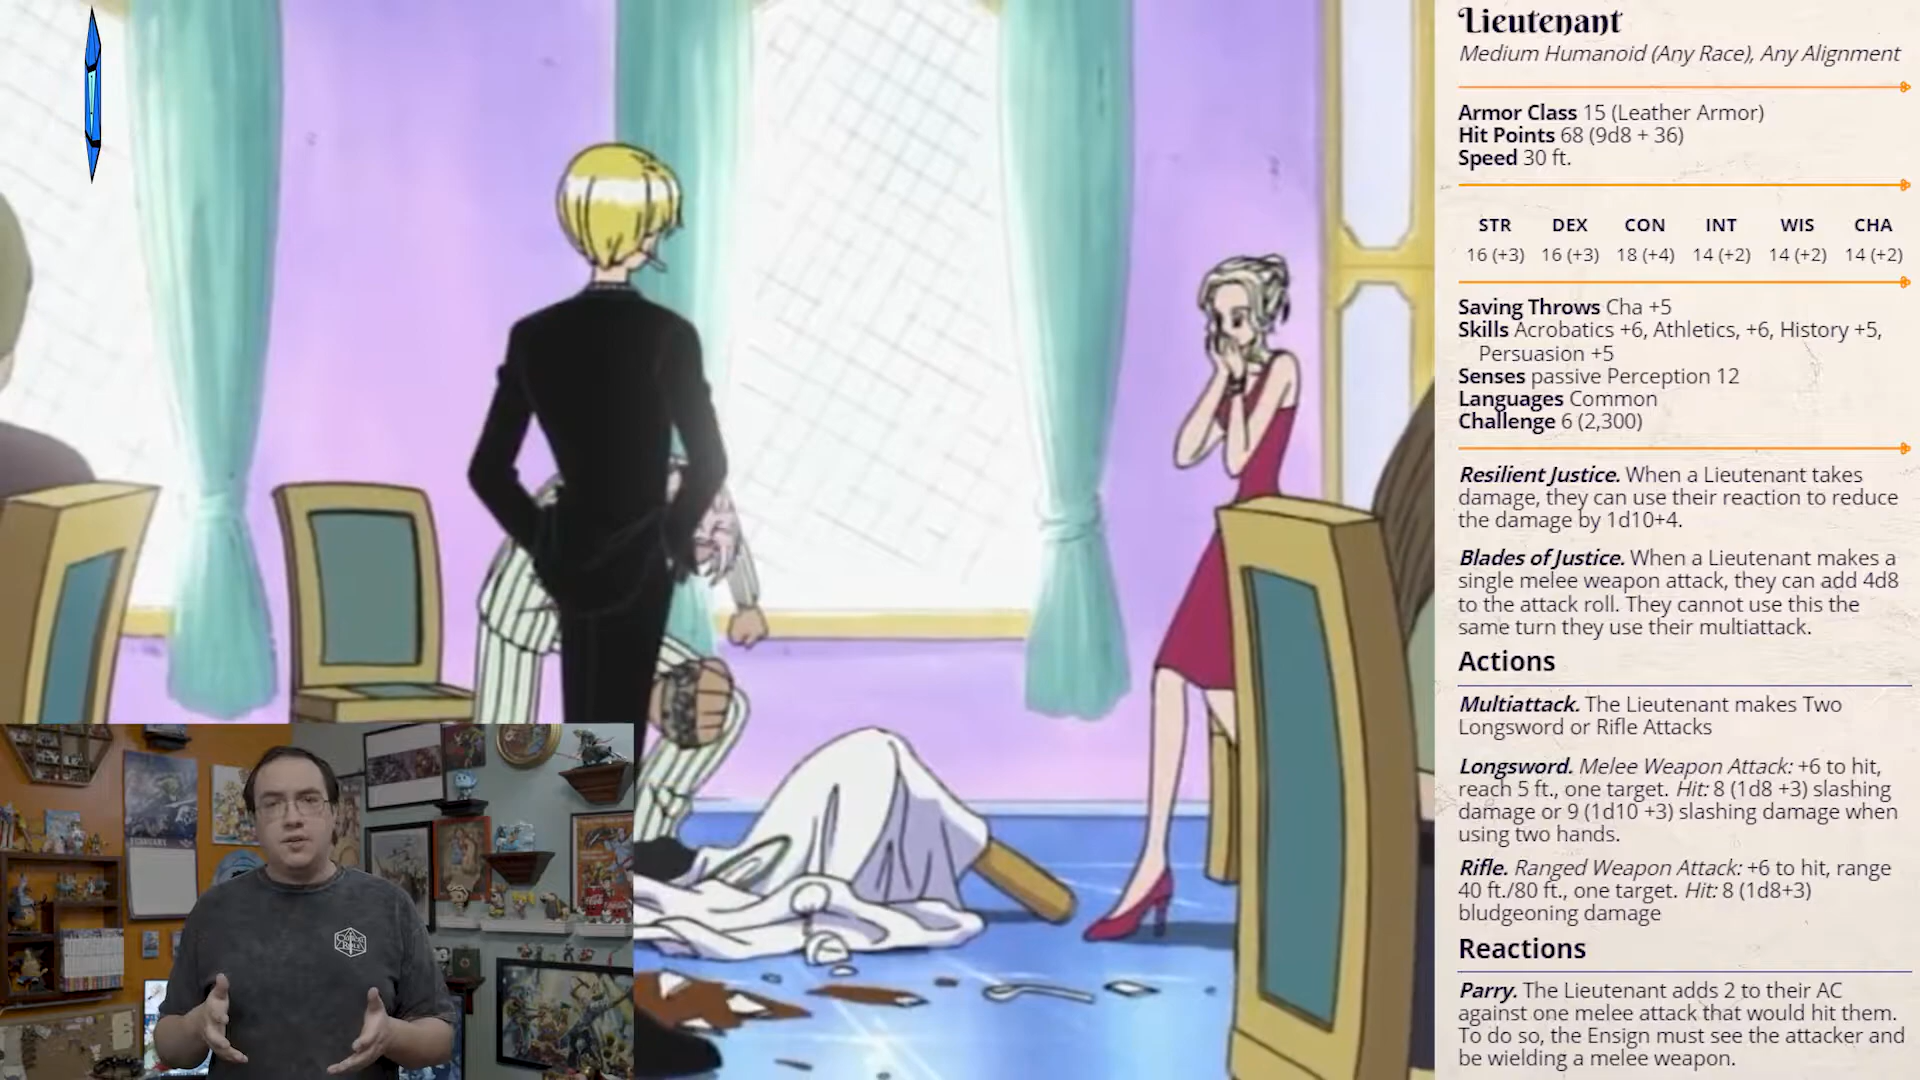 Lieutenant
Medium Humanoid (Any Race), Any Alignment
Armor Class 15 (Leather Armor)
Hit Points 68 (9d8 + 36)
Speed 30 ft.
STR DEX CON INT WIS CHA
16 (+3) 16 (+3) 18 (+4) 14 (+2) 14 (+2) 14 (+2)
Saving Throws Cha +5
Skills Acrobatics +6, Athletics, +6, History +5,
Persuasion +5
Senses passive Perception 12
Languages Common
Challenge 6 (2,300)
Resilient Justice. When a Lieutenant takes
damage, they can use their reaction to reduce
the damage by 1d10+4.
Blades of Justice. When a Lieutenant makes a
single melee weapon attack, they can add 4d8
to the attack roll. They cannot use this the
same turn they use their multiattack.
Actions
Multiattack. The Lieutenant makes Two
Longsword or Rifle Attacks
Longsword. Melee Weapon Attack: +6 to hit,
reach 5 ft., one target. Hit: 8 (1d8 +3) slashing
damage or 9 (1d10 +3) slashing damage when
using two hands.
Rifle. Ranged Weapon Attack: +6 to hit, range
40 ft./80 ft., one target. Hit: 8 (1d8+3)
bludgeoning damage
Reactions
Parry. The Lieutenant adds 2 to their AC
against one melee attack that would hit them.
To do so, the Ensign must see the attacker and
be wielding a melee weapon.